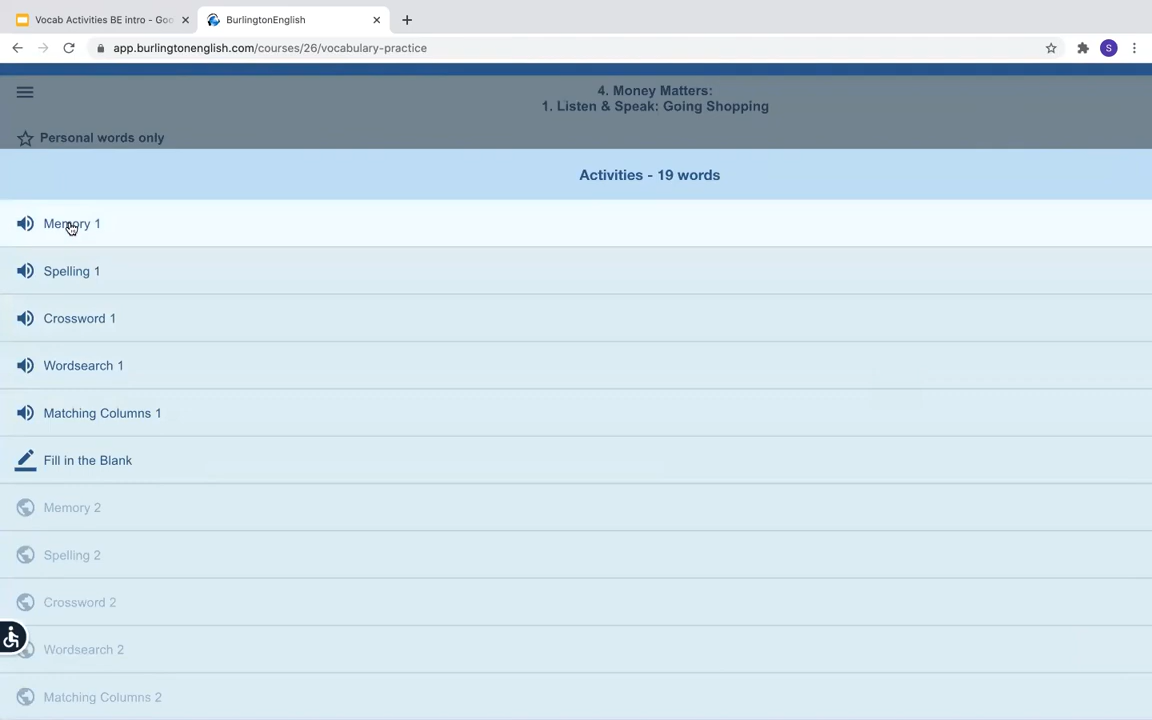 Vocab Activities BE intro - Goo
BurlingtonEnglish
app.burlingtonenglish.com/courses/26/vocabulary-practice
S
4. Money Matters:
1. Listen & Speak: Going Shopping
Personal words only
Activities - 19 words
Memory 1
Spelling 1
Crossword 1
Wordsearch 1
Matching Columns 1
Fill in the Blank
Memory 2
Spelling 2
Crossword 2
Wordsearch 2
Matching Columns 2